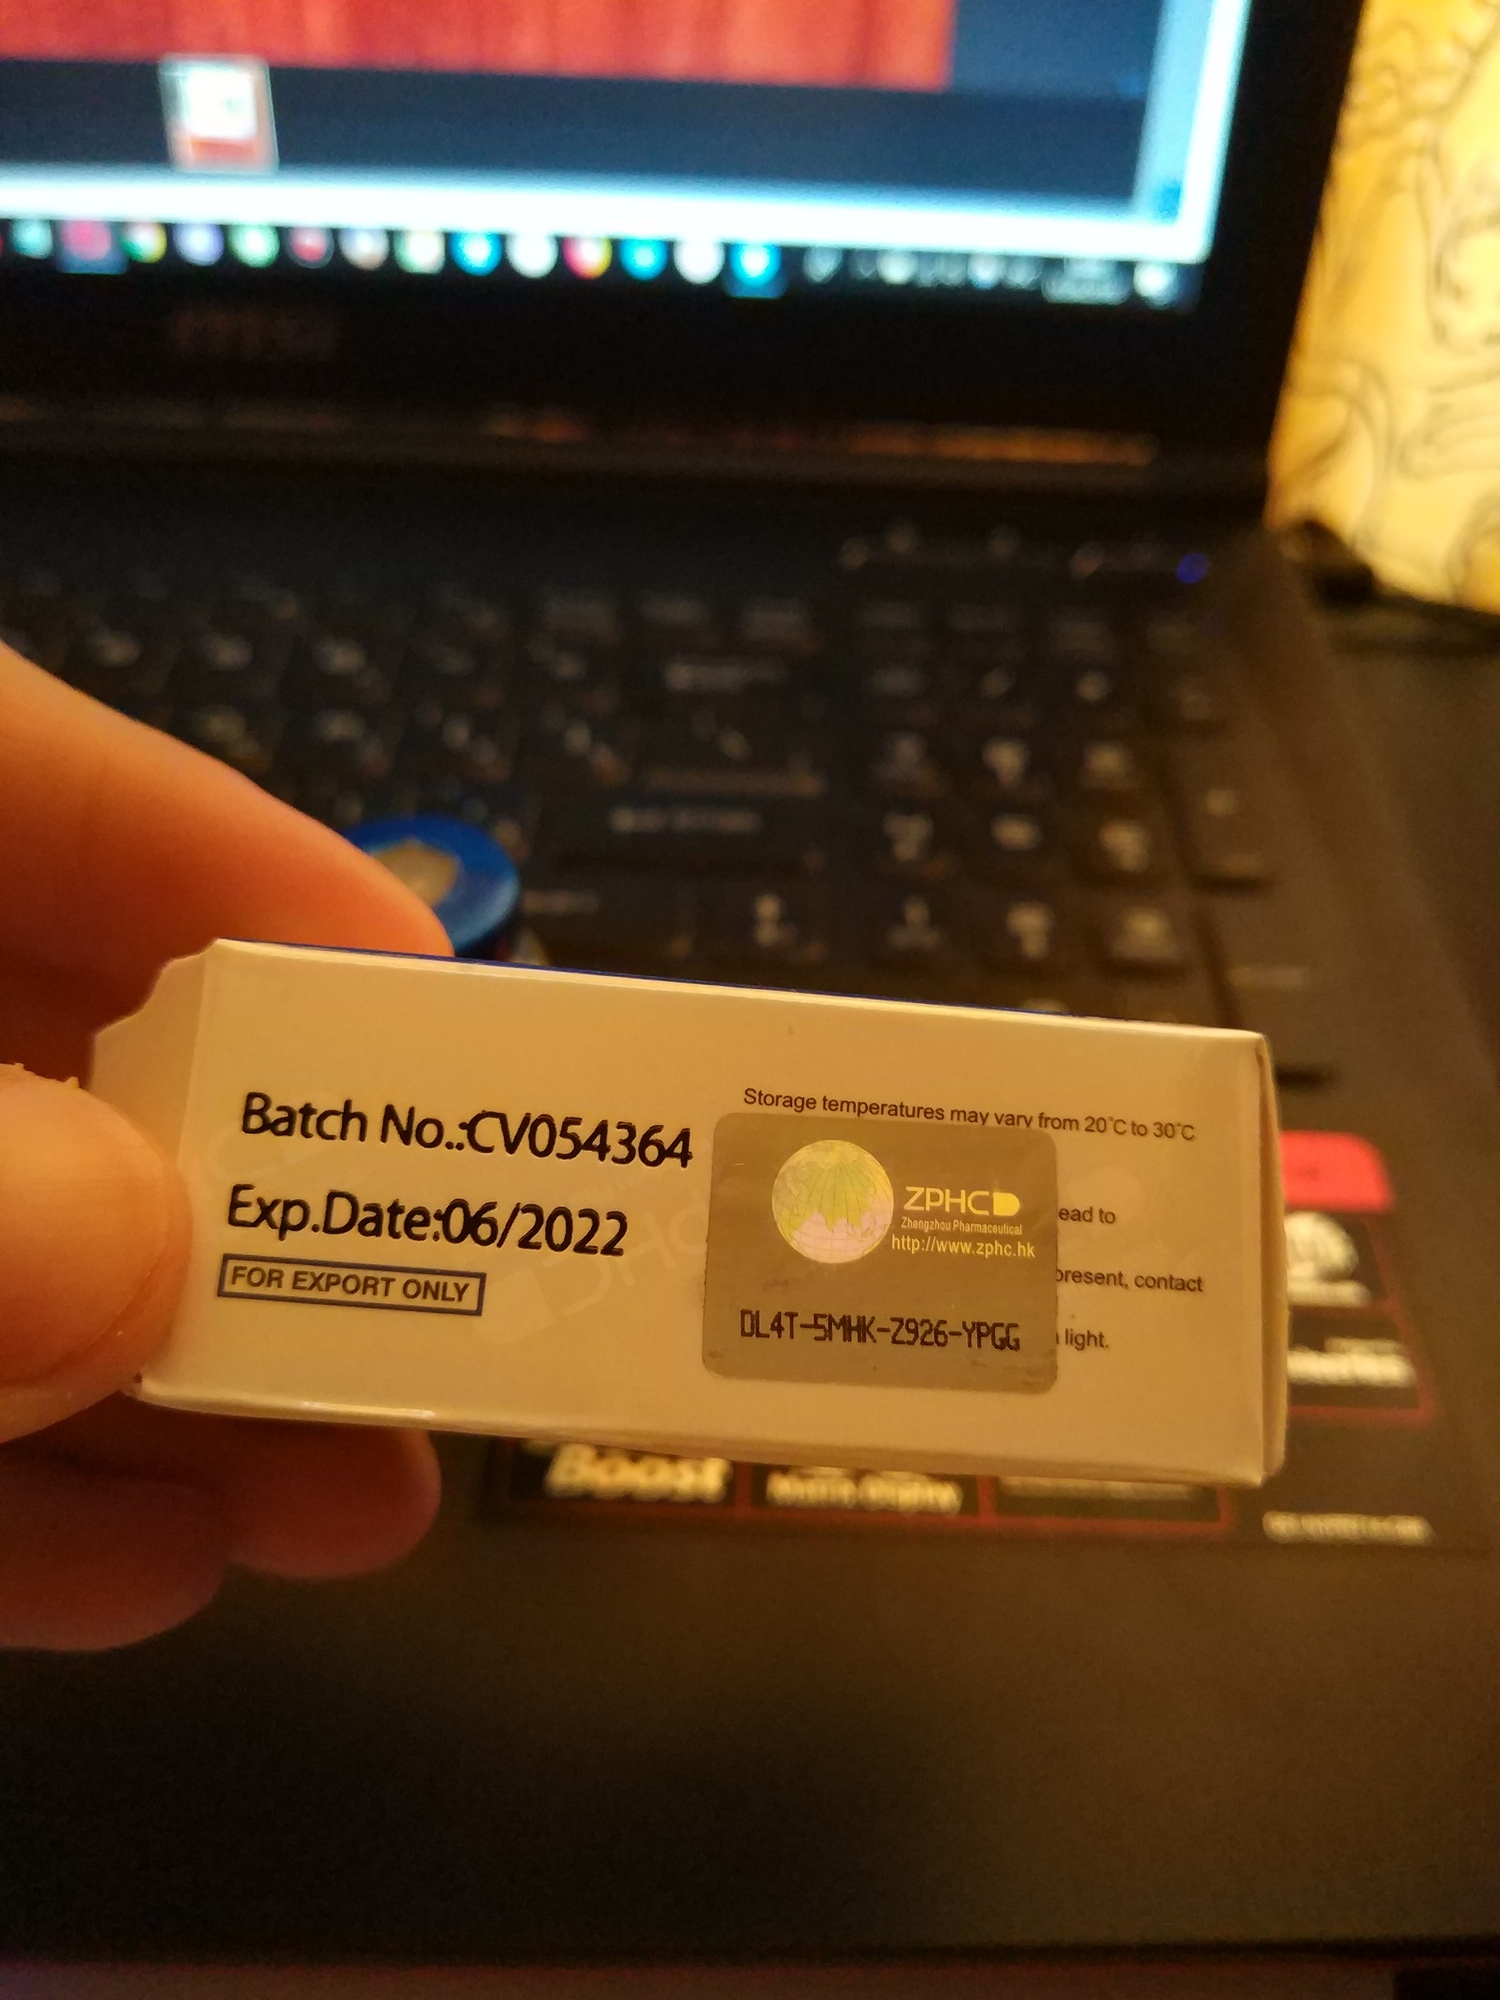 Batch No.:CV054364
Exp.Date:06/2022
FOR EXPORT ONLY
Storage temperatures may vary from 20°C to 30°C
ZPHC
Zhengzhou Pharmaceutical
http://www.zphc.hk
DL4T-5MHK-Z926-YPGG
ead to
present, contact
light.
Boost